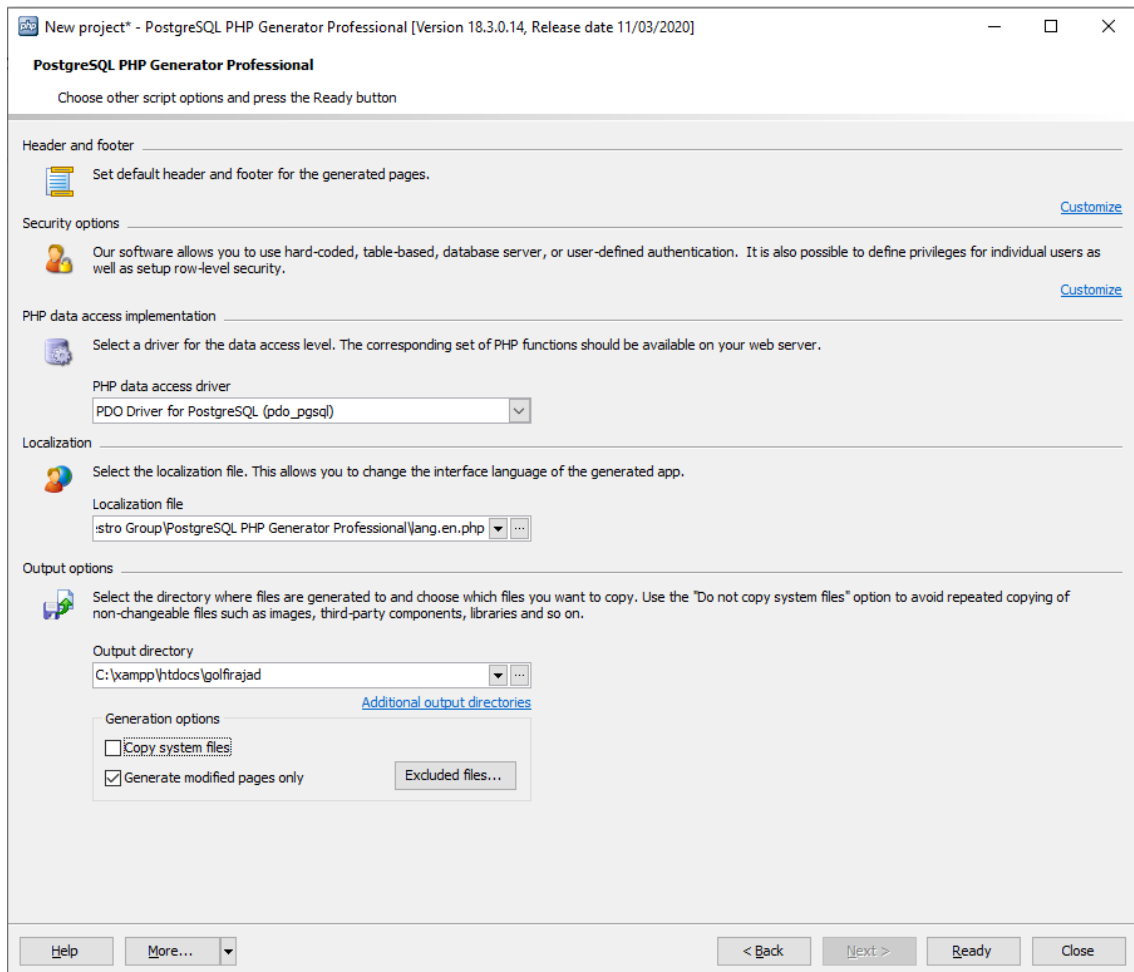 New project* - PostgreSQL PHP Generator Professional [Version 18.3.0.14, Release date 11/03/2020]
PostgreSQL PHP Generator Professional
Choose other script options and press the Ready button
Header and footer
Set default header and footer for the generated pages.
Customize
Security options
Our software allows you to use hard-coded, table-based, database server, or user-defined authentication. It is also possible to define privileges for individual users as
well as setup row-level security.
Customize
PHP data access implementation
Select a driver for the data access level. The corresponding set of PHP functions should be available on your web server.
PHP data access driver
PDO Driver for PostgreSQL (pdo_pgsql)
Localization
Select the localization file. This allows you to change the interface language of the generated app.
Localization file
stro Group\PostgreSQL PHP Generator Professional\lang.en.php
Output options
Select the directory where files are generated to and choose which files you want to copy. Use the "Do not copy system files" option to avoid repeated copying of
non-changeable files such as images, third-party components, libraries and so on.
Output directory
C:\xampp\htdocs\golfirajad
Additional output directories
Generation options
Copy system files
Generate modified pages only
Excluded files...
Help
More...
< Back
Next >
Ready
Close